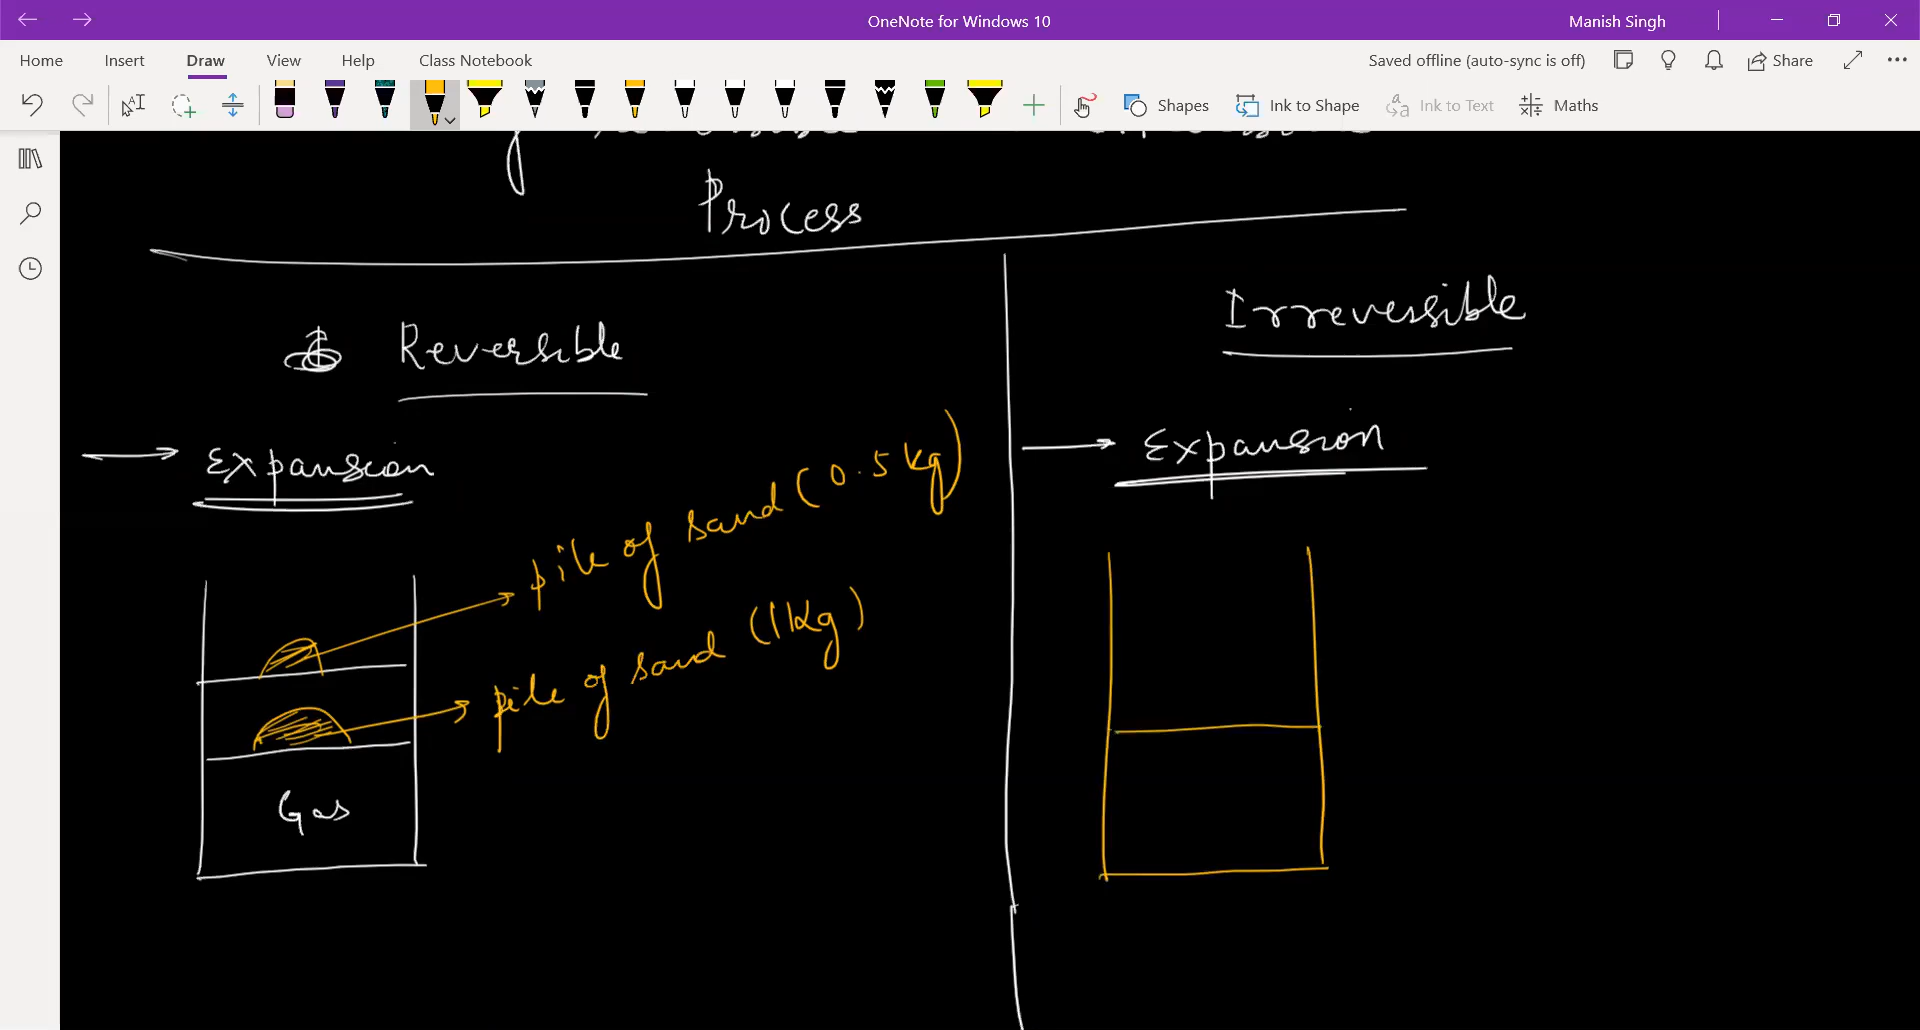 OneNote for Windows 10
Manish Singh
Home Insert Draw View Help Class Notebook
Saved offline (auto-sync is off) Share
Shapes Ink to Shape Ink to Text Maths
Process
Reversible
Irreversible
Expansion
Expansion
pile of sand (0.5 kg)
pile of sand (1 kg)
Gas